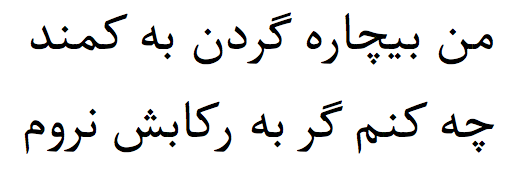 من بیچاره گردن به کمند
چه کنم گر به رکابش نروم